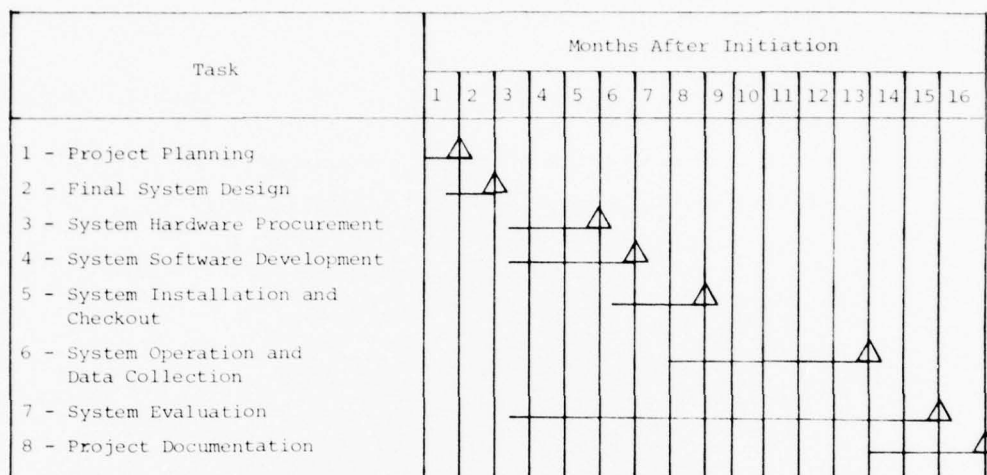 Task
Months After Initiation
1 2 3 4 5 6 7 8 9 10 11 12 13 14 15 16
1 - Project Planning
2 - Final System Design
3 - System Hardware Procurement
4 - System Software Development
5 - System Installation and
Checkout
6 - System Operation and
Data Collection
7 - System Evaluation
8 - Project Documentation